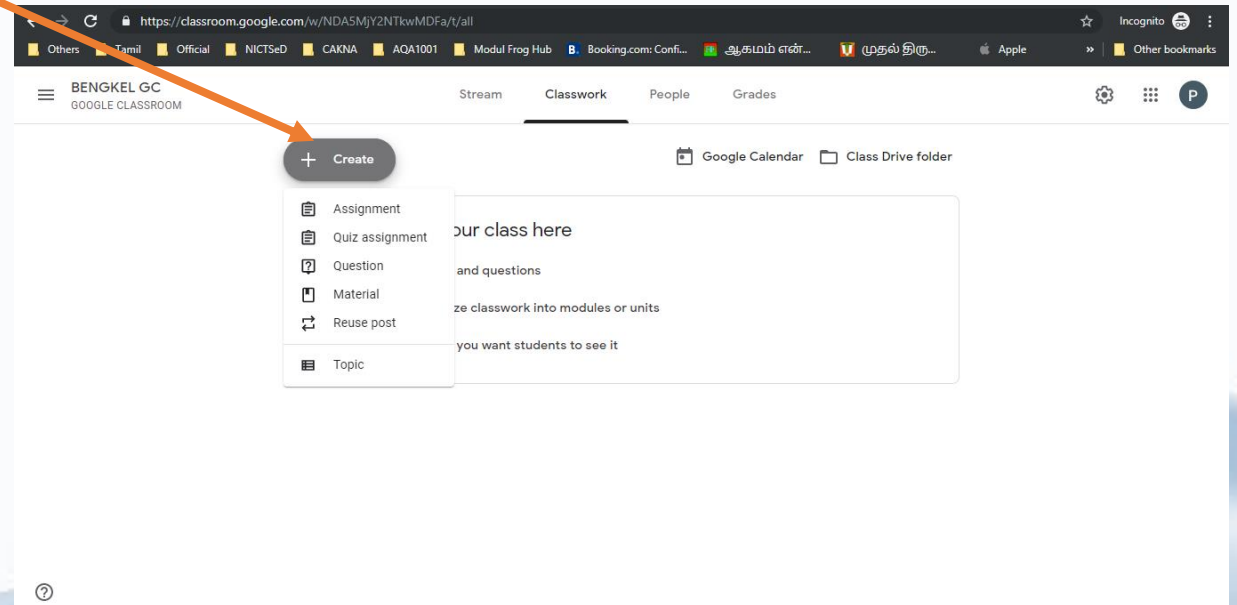 https://classroom.google.com/w/NDA5MjY2NTkwMDFa/t/all Incognito
Others Tamil Official NICTSeD CAKNA AQA1001 Modul Frog Hub B. Booking.com: Confi... ஆகமம் என்... முதல் திரு... Apple » Other bookmarks
BENGKEL GC
GOOGLE CLASSROOM
Stream Classwork People Grades
P
+ Create
Google Calendar Class Drive folder
Assignment
Quiz assignment
Question
Material
Reuse post
Topic
our class here
and questions
ze classwork into modules or units
you want students to see it